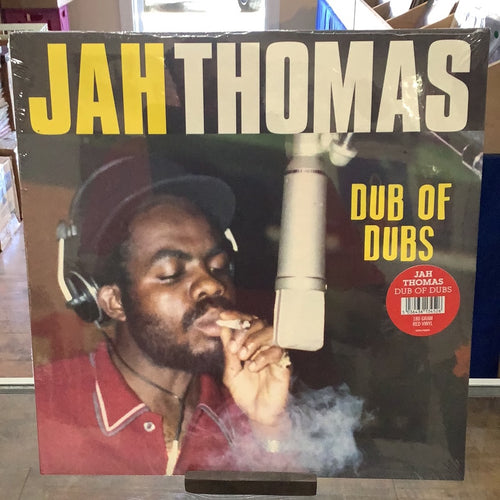 JAH THOMAS
DUB OF
DUBS
JAH
THOMAS
DUB OF DUBS
180 GRAM
RED VINYL